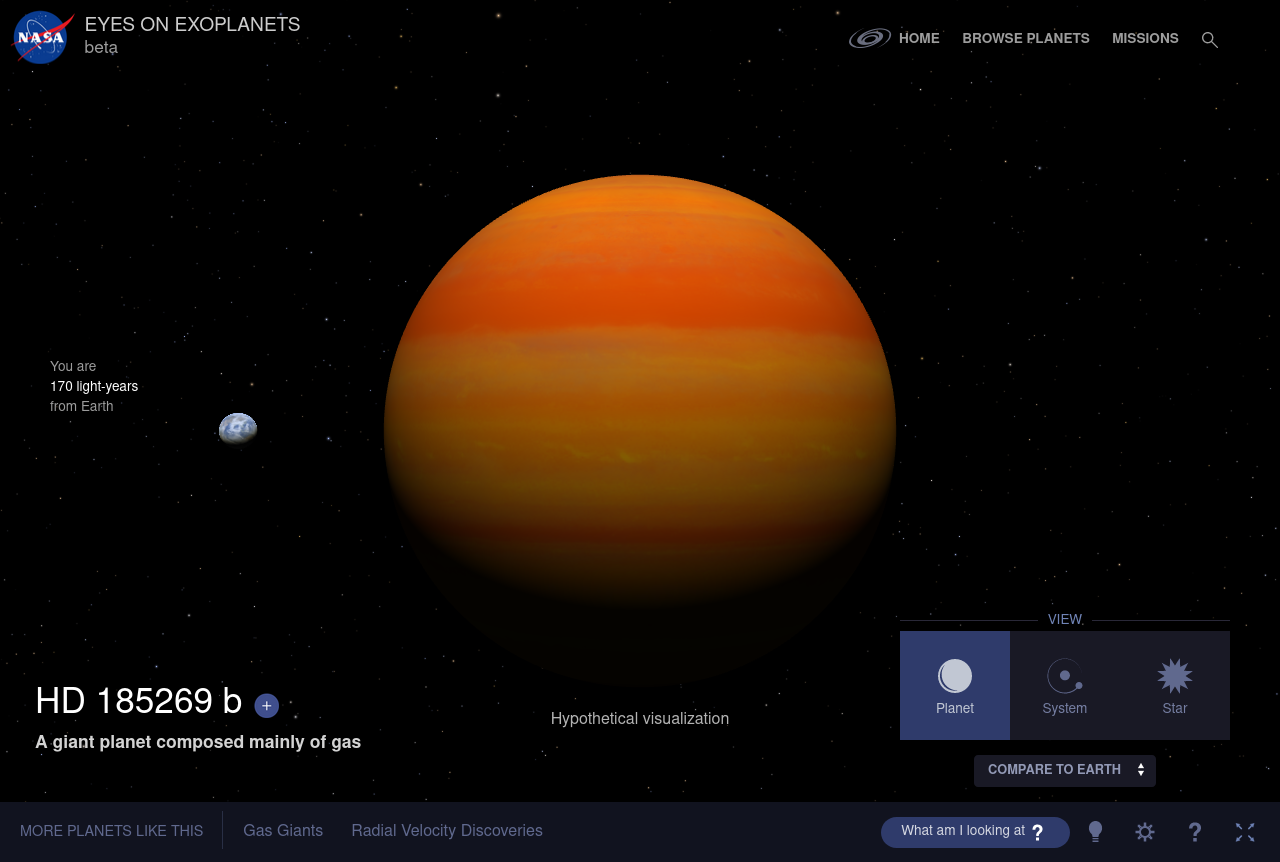 NASA
EYES ON EXOPLANETS
beta
HOME
BROWSE PLANETS
MISSIONS
You are
170 light-years
from Earth
HD 185269 b +
A giant planet composed mainly of gas
Hypothetical visualization
VIEW
Planet
System
Star
COMPARE TO EARTH
MORE PLANETS LIKE THIS
Gas Giants
Radial Velocity Discoveries
What am I looking at ?
?